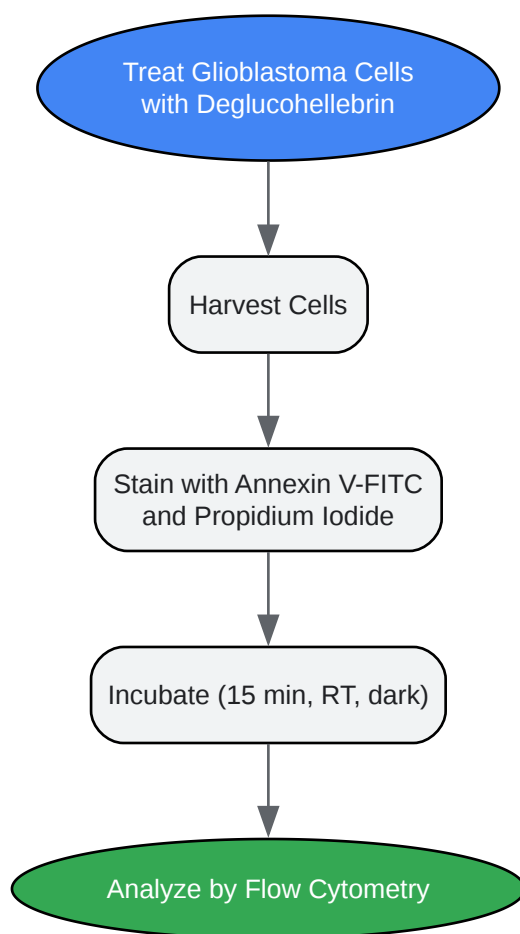 Treat Glioblastoma Cells
with Deglucohellebrin
Harvest Cells
Stain with Annexin V-FITC
and Propidium Iodide
Incubate (15 min, RT, dark)
Analyze by Flow Cytometry